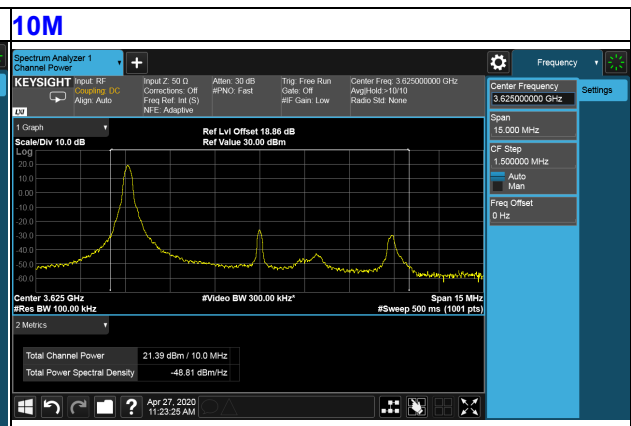 10M
Spectrum Analyzer 1
Channel Power
+
Frequency
KEYSIGHT
Input: RF
Coupling: DC
Align: Auto
Input Z: 50 Ω
Corrections: Off
Freq Ref: Int (S)
NFE: Adaptive
Atten: 30 dB
#PNO: Fast
Trig: Free Run
Gate: Off
#IF Gain: Low
Center Freq: 3.625000000 GHz
Avg|Hold:>10/10
Radio Std: None
LXI
Center Frequency
3.625000000 GHz
Settings
Span
15.000 MHz
CF Step
1.500000 MHz
Auto
Man
Freq Offset
0 Hz
1 Graph
Scale/Div 10.0 dB
Ref Lvl Offset 18.86 dB
Ref Value 30.00 dBm
Log
20.0
10.0
0.00
-10.0
-20.0
-30.0
-40.0
-50.0
-60.0
Center 3.625 GHz
#Video BW 300.00 kHz*
Span 15 MHz
#Res BW 100.00 kHz
#Sweep 500 ms (1001 pts)
2 Metrics
Total Channel Power 21.39 dBm / 10.0 MHz
Total Power Spectral Density -48.81 dBm/Hz
?
Apr 27, 2020
11:23:25 AM